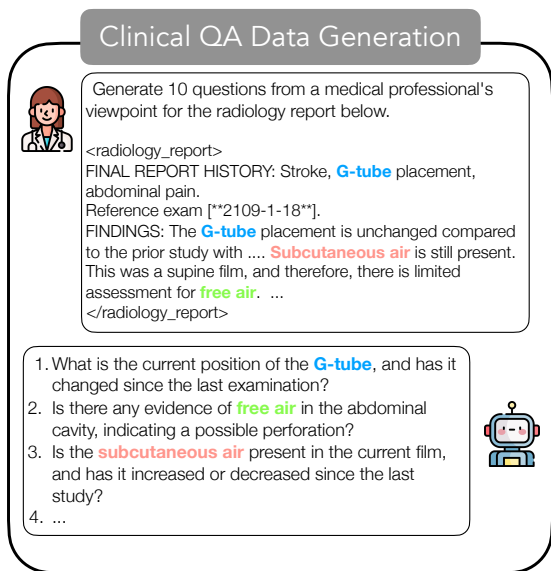 Clinical QA Data Generation
Generate 10 questions from a medical professional's
viewpoint for the radiology report below.
<radiology_report>
FINAL REPORT HISTORY: Stroke, G-tube placement,
abdominal pain.
Reference exam [**2109-1-18**].
FINDINGS: The G-tube placement is unchanged compared
to the prior study with .... Subcutaneous air is still present.
This was a supine film, and therefore, there is limited
assessment for free air. ...
</radiology_report>
1. What is the current position of the G-tube, and has it
changed since the last examination?
2. Is there any evidence of free air in the abdominal
cavity, indicating a possible perforation?
3. Is the subcutaneous air present in the current film,
and has it increased or decreased since the last
study?
4. ...